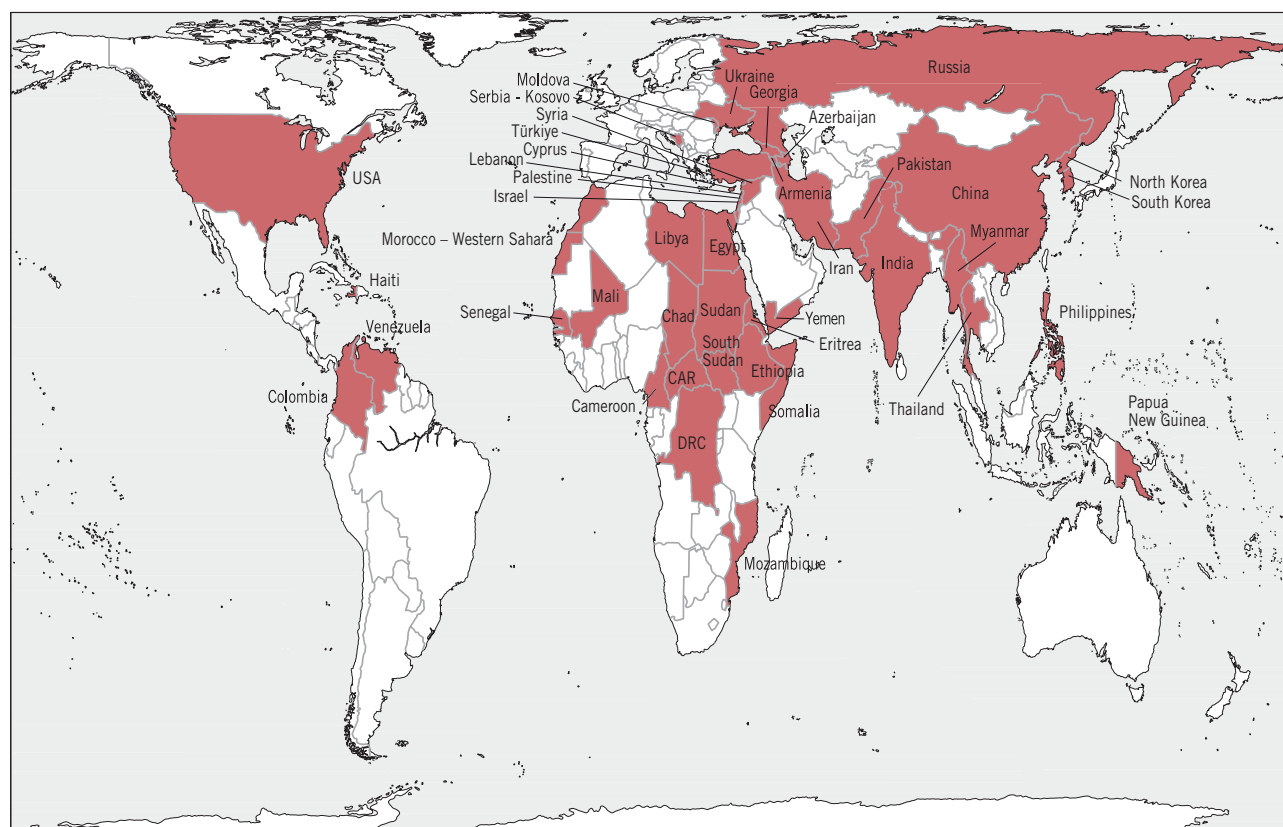 Moldova
Serbia - Kosovo
Syria
Türkiye
Cyprus
Lebanon
Palestine
Israel
Ukraine
Georgia
Russia
Azerbaijan
Armenia
Pakistan
China
North Korea
South Korea
USA
Morocco – Western Sahara
Libya
Egypt
Iran
India
Myanmar
Haiti
Mali
Senegal
Chad
Sudan
Yemen
Eritrea
Philippines
Venezuela
Colombia
South
Sudan
Ethiopia
CAR
Cameroon
Somalia
Thailand
Papua
New Guinea
DRC
Mozambique